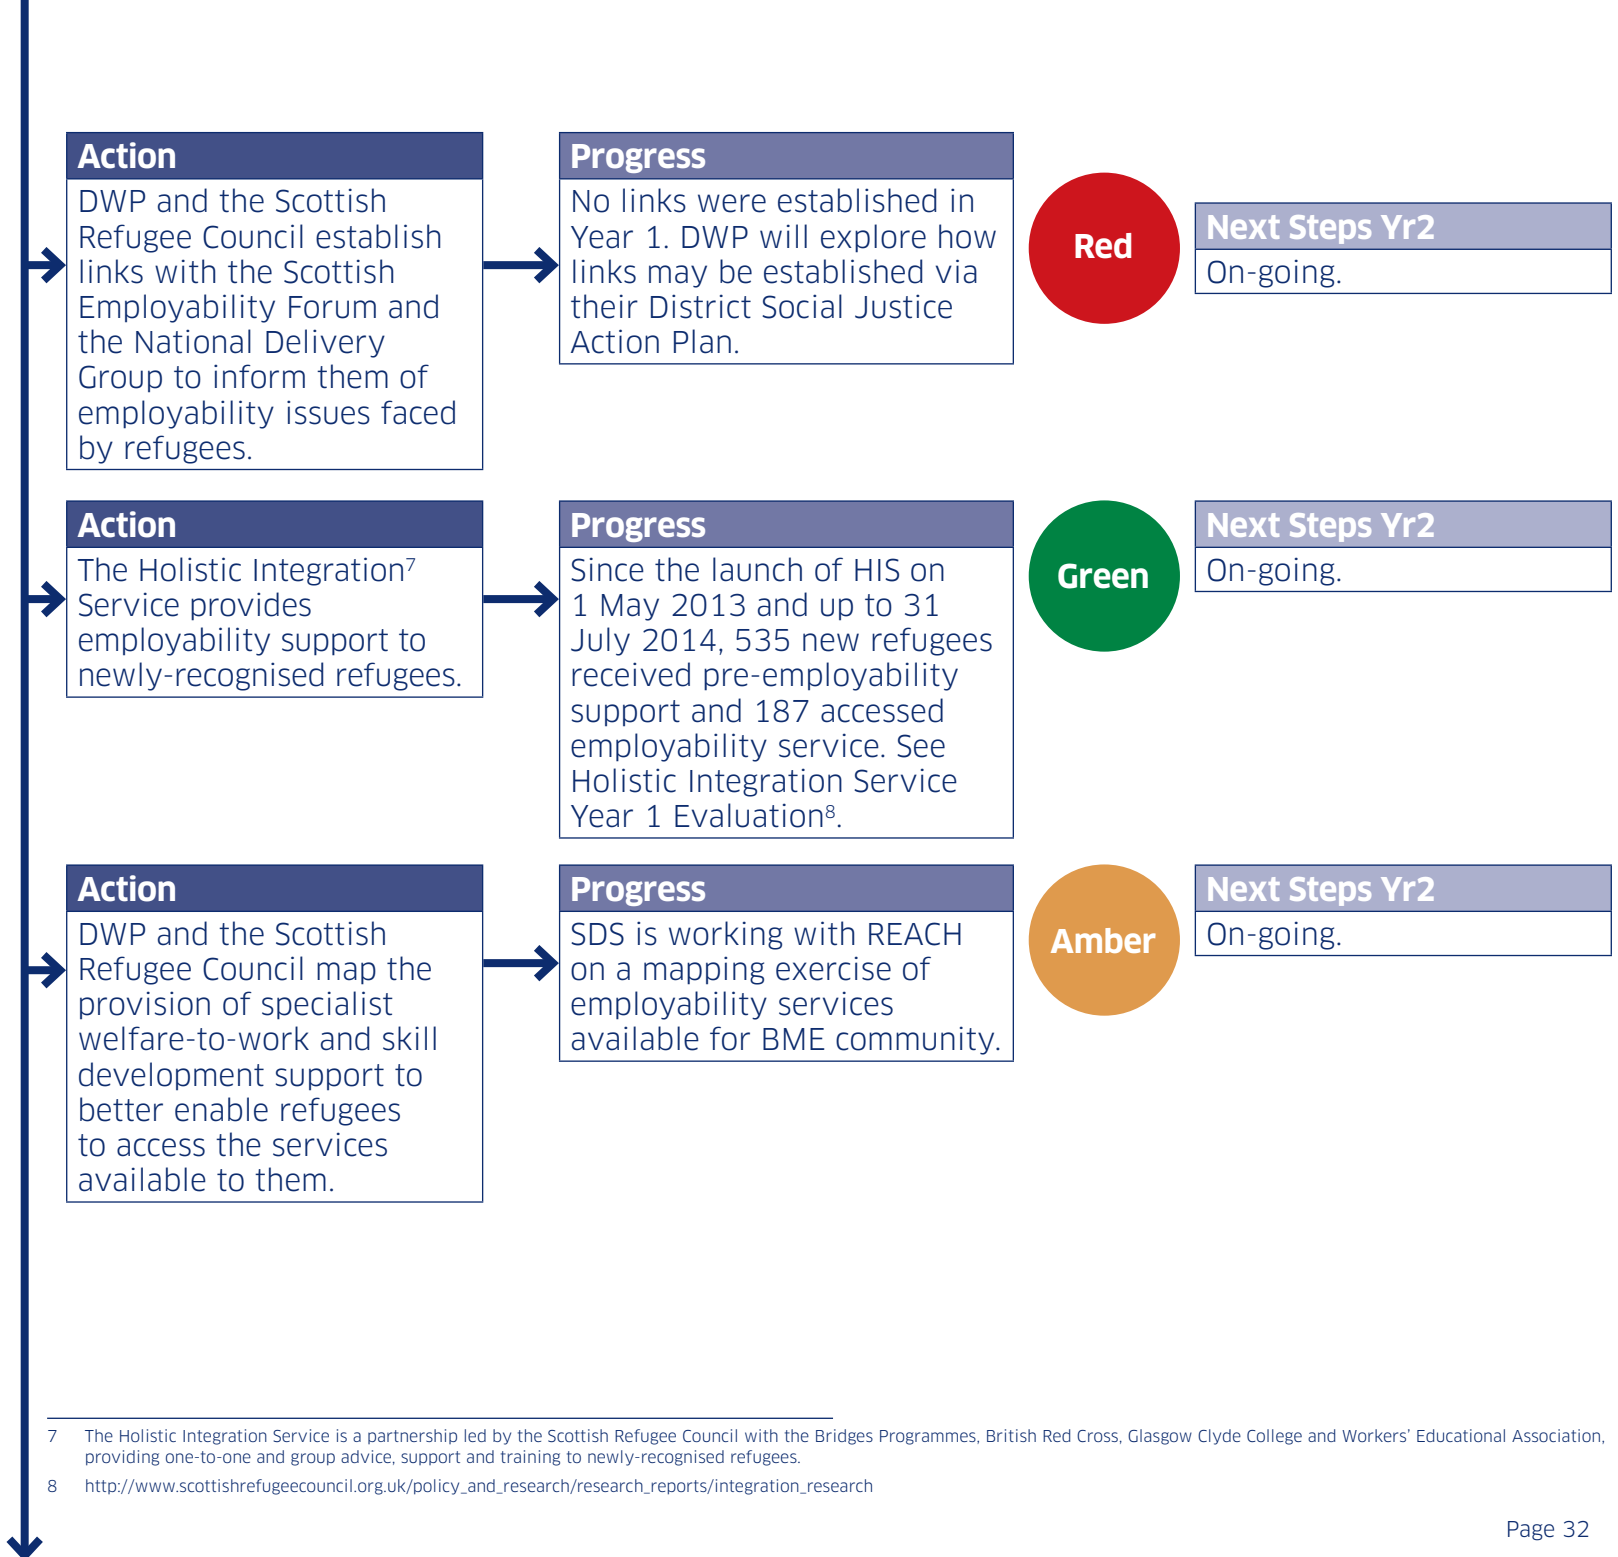 Action
DWP and the Scottish
Refugee Council establish
links with the Scottish
Employability Forum and
the National Delivery
Group to inform them of
employability issues faced
by refugees.
Progress
No links were established in
Year 1. DWP will explore how
links may be established via
their District Social Justice
Action Plan.
Red
Next Steps Yr2
On-going.
Action
The Holistic Integration⁷
Service provides
employability support to
newly-recognised refugees.
Progress
Since the launch of HIS on
1 May 2013 and up to 31
July 2014, 535 new refugees
received pre-employability
support and 187 accessed
employability service. See
Holistic Integration Service
Year 1 Evaluation⁸.
Green
Next Steps Yr2
On-going.
Action
DWP and the Scottish
Refugee Council map the
provision of specialist
welfare-to-work and skill
development support to
better enable refugees
to access the services
available to them.
Progress
SDS is working with REACH
on a mapping exercise of
employability services
available for BME community.
Amber
Next Steps Yr2
On-going.
7 The Holistic Integration Service is a partnership led by the Scottish Refugee Council with the Bridges Programmes, British Red Cross, Glasgow Clyde College and Workers' Educational Association,
providing one-to-one and group advice, support and training to newly-recognised refugees.
8 http://www.scottishrefugeecouncil.org.uk/policy_and_research/research_reports/integration_research
Page 32